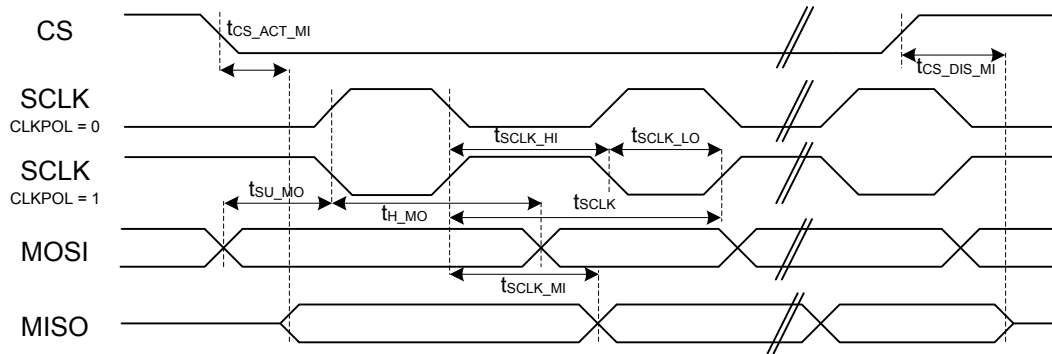 CS
tCS_ACT_MI
tCS_DIS_MI
SCLK
CLKPOL = 0
tSCLK_HI
tSCLK_LO
SCLK
CLKPOL = 1
tSU_MO
tH_MO
tSCLK
MOSI
tSCLK_MI
MISO